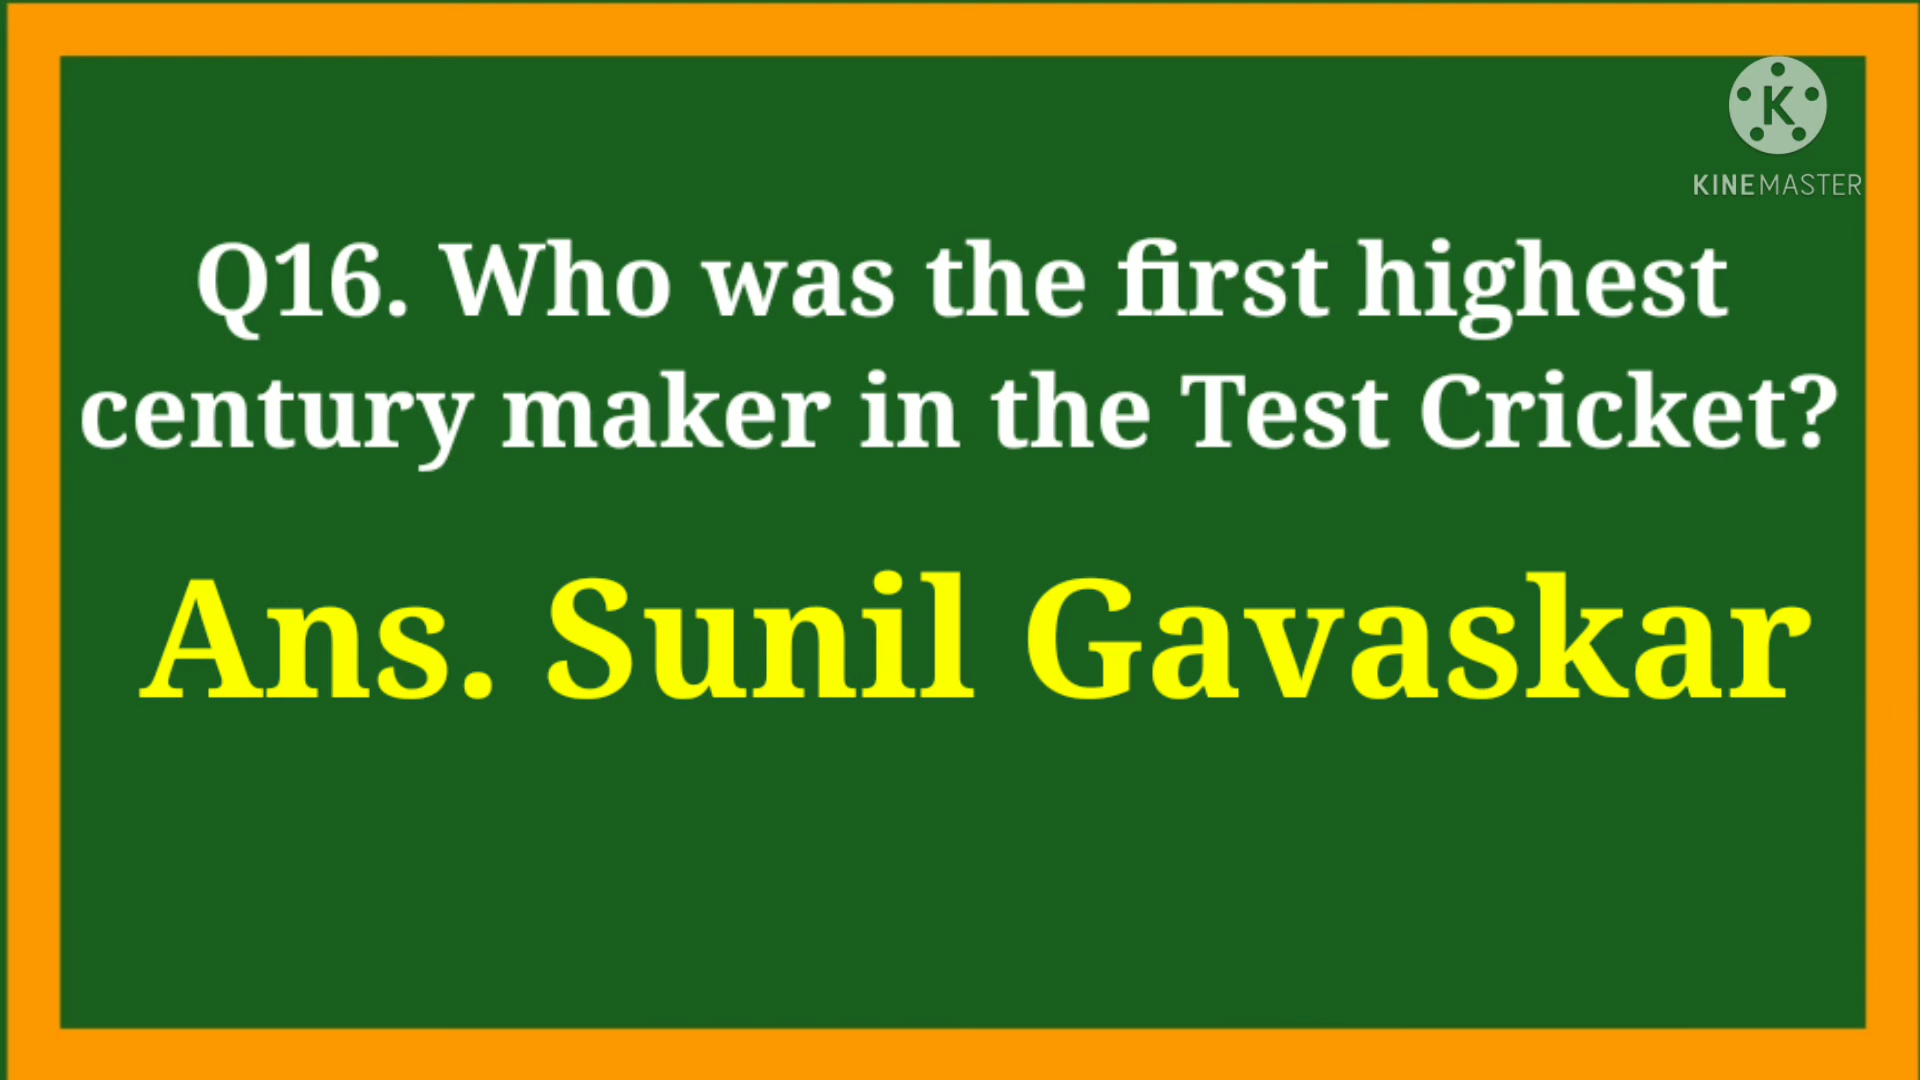 K
KINEMASTER
Q16. Who was the first highest
century maker in the Test Cricket?
Ans. Sunil Gavaskar